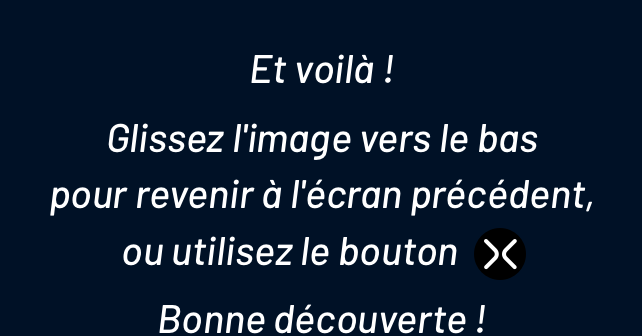 Et voilà !
Glissez l'image vers le bas
pour revenir à l'écran précédent,
ou utilisez le bouton
Bonne découverte !